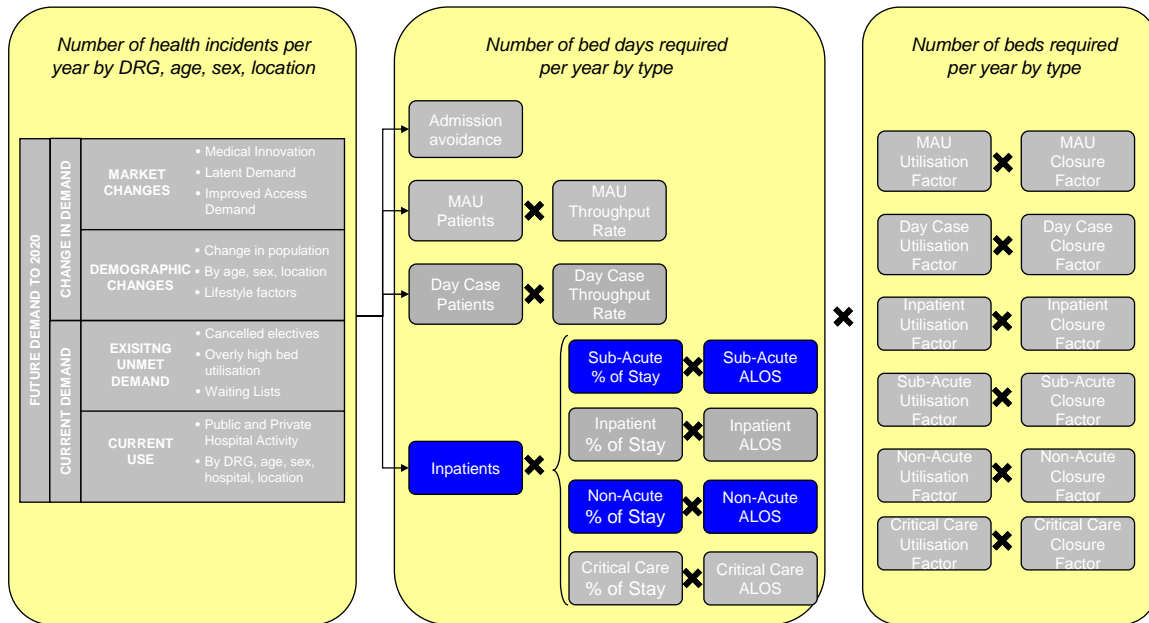 Number of health incidents per
year by DRG, age, sex, location
FUTURE DEMAND TO 2020
CHANGE IN DEMAND
MARKET
CHANGES
• Medical Innovation
• Latent Demand
• Improved Access
Demand
DEMOGRAPHIC
CHANGES
• Change in population
• By age, sex, location
• Lifestyle factors
CURRENT DEMAND
EXISITNG
UNMET
DEMAND
• Cancelled electives
• Overly high bed
utilisation
• Waiting Lists
CURRENT
USE
• Public and Private
Hospital Activity
• By DRG, age, sex,
hospital, location
Number of bed days required
per year by type
Admission
avoidance
MAU
Patients
MAU
Throughput
Rate
Day Case
Patients
Day Case
Throughput
Rate
Inpatients
Sub-Acute
% of Stay
Sub-Acute
ALOS
Inpatient
% of Stay
Inpatient
ALOS
Non-Acute
% of Stay
Non-Acute
ALOS
Critical Care
% of Stay
Critical Care
ALOS
Number of beds required
per year by type
MAU
Utilisation
Factor
MAU
Closure
Factor
Day Case
Utilisation
Factor
Day Case
Closure
Factor
Inpatient
Utilisation
Factor
Inpatient
Closure
Factor
Sub-Acute
Utilisation
Factor
Sub-Acute
Closure
Factor
Non-Acute
Utilisation
Factor
Non-Acute
Closure
Factor
Critical Care
Utilisation
Factor
Critical Care
Closure
Factor